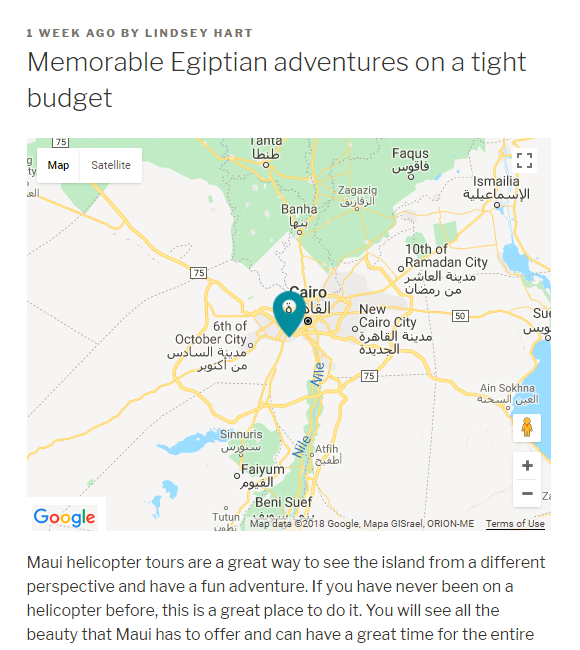 1 WEEK AGO BY LINDSEY HART
Memorable Egiptian adventures on a tight
budget
75
Tanta
طنطا
Faqus
فاقوس
Map
Satellite
Ismailia
الإسماعيلية
Zagazig
الزقازيق
Banha
بنها
10th of
Ramadan City
مدينة العاشر
من رمضان
75
Cairo
New
Cairo City
مدينة القاهرة
الجديدة
50
6th of
October City
مدينة السادس
من أكتوبر
75
Nile
Ain Sokhna
العين السخنة
Sinnuris
سنورس
Nile
Atfih
أطفيح
Faiyum
الفيوم
Beni Suef
Tutun
Google
Map data ©2018 Google, Mapa GISrael, ORION-ME
Terms of Use
Maui helicopter tours are a great way to see the island from a different
perspective and have a fun adventure. If you have never been on a
helicopter before, this is a great place to do it. You will see all the
beauty that Maui has to offer and can have a great time for the entire